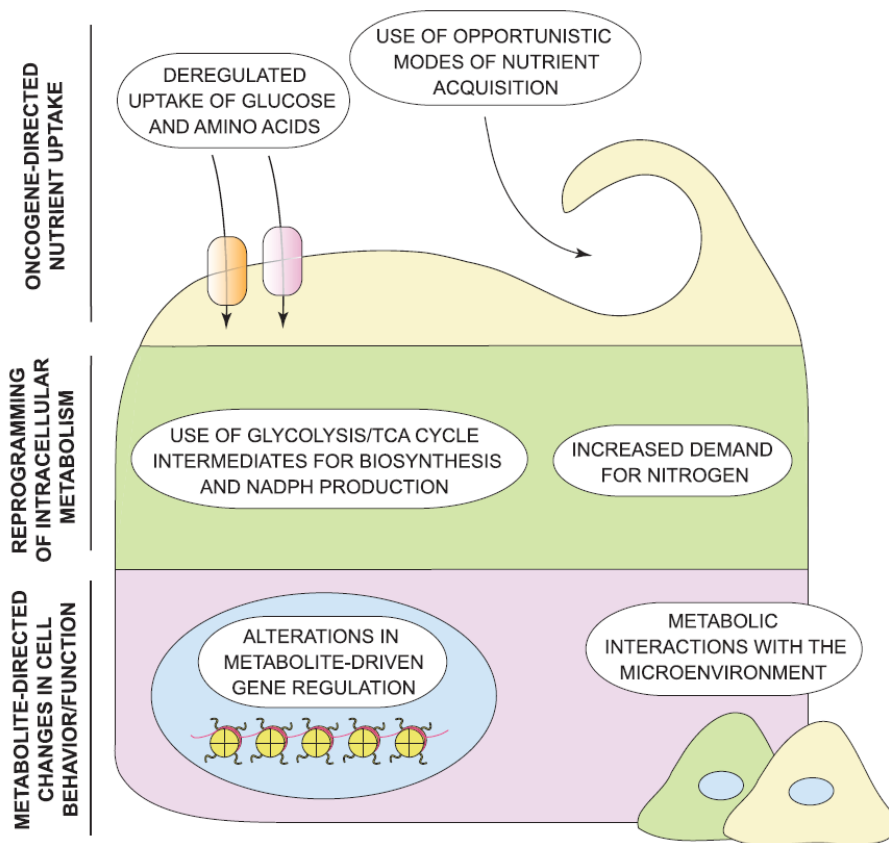 ONCOGENE-DIRECTED
NUTRIENT UPTAKE
DEREGULATED
UPTAKE OF GLUCOSE
AND AMINO ACIDS
USE OF OPPORTUNISTIC
MODES OF NUTRIENT
ACQUISITION
REPROGRAMMING
OF INTRACELLULAR
METABOLISM
USE OF GLYCOLYSIS/TCA CYCLE
INTERMEDIATES FOR BIOSYNTHESIS
AND NADPH PRODUCTION
INCREASED DEMAND
FOR NITROGEN
METABOLITE-DIRECTED
CHANGES IN CELL
BEHAVIOR/FUNCTION
ALTERATIONS IN
METABOLITE-DRIVEN
GENE REGULATION
METABOLIC
INTERACTIONS WITH THE
MICROENVIRONMENT